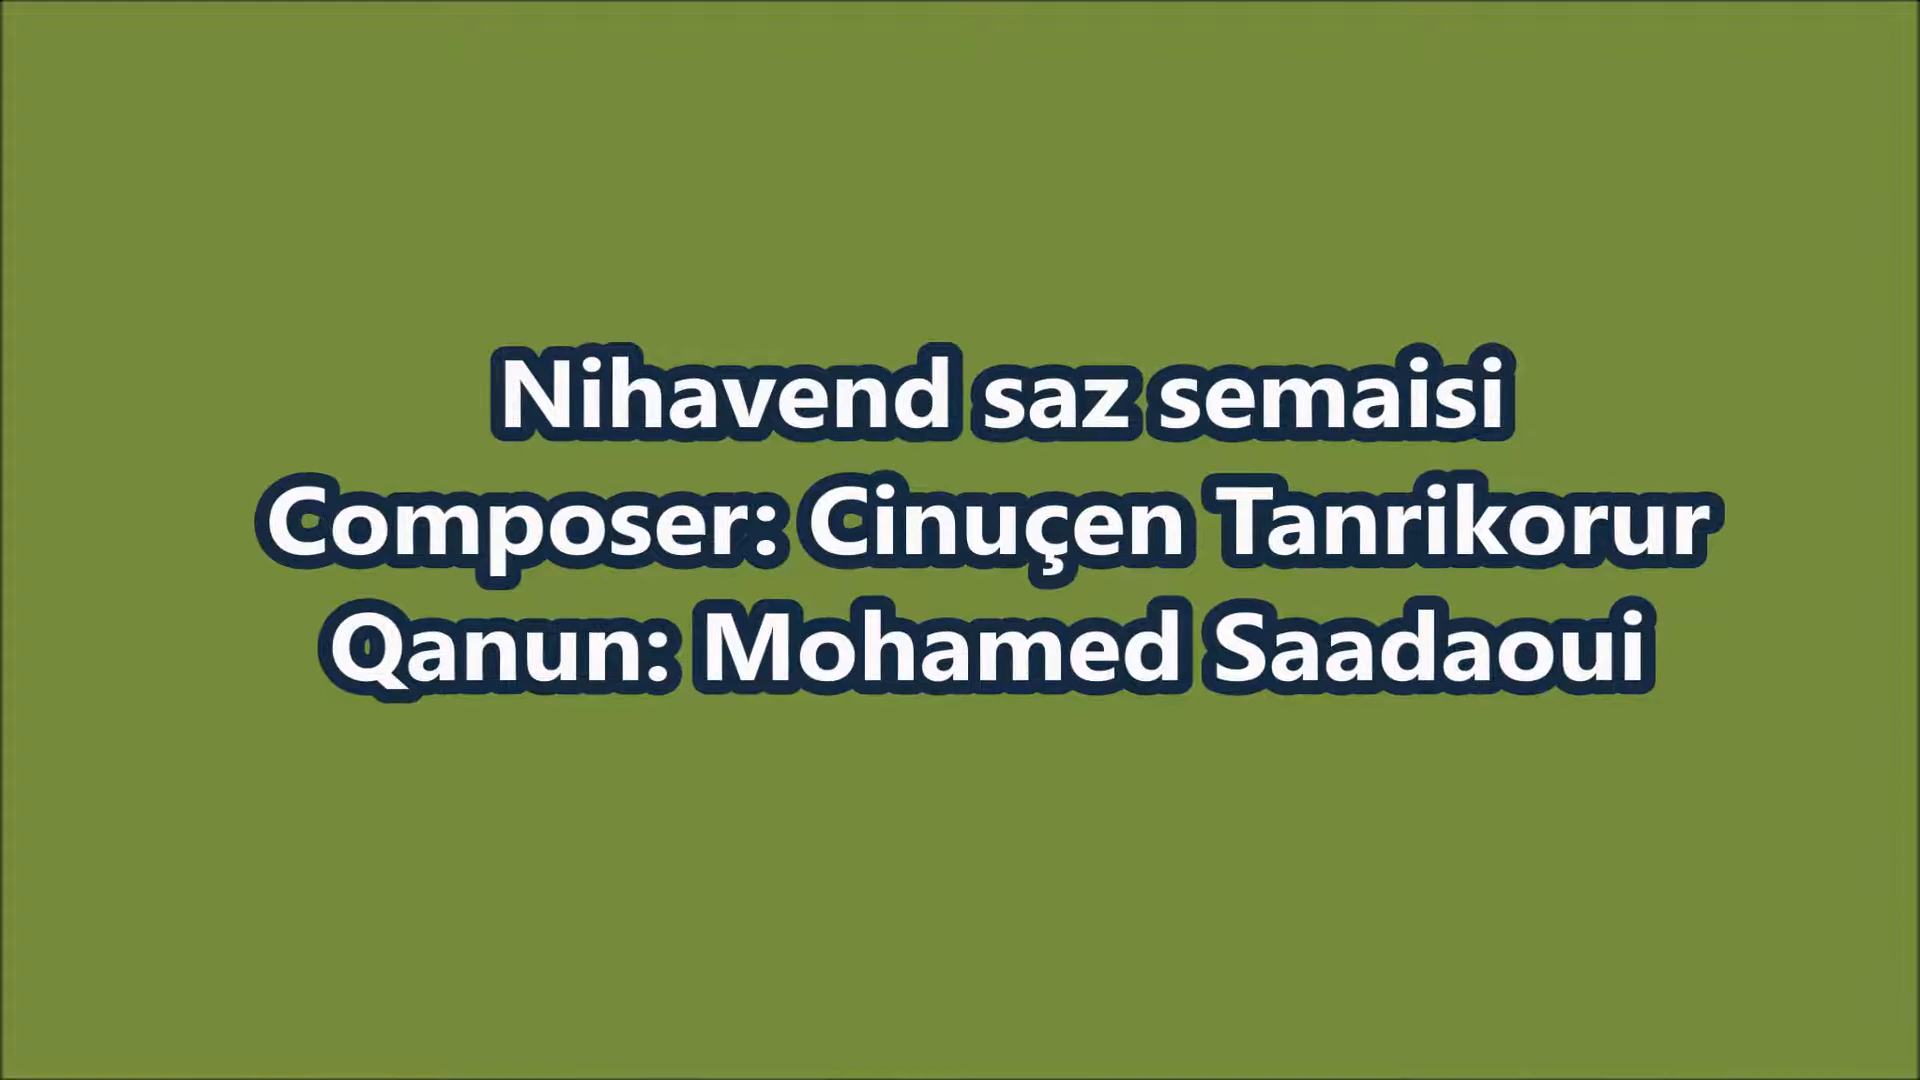 Nihavend saz semaisi
Composer: Cinuçen Tanrikorur
Qanun: Mohamed Saadaoui